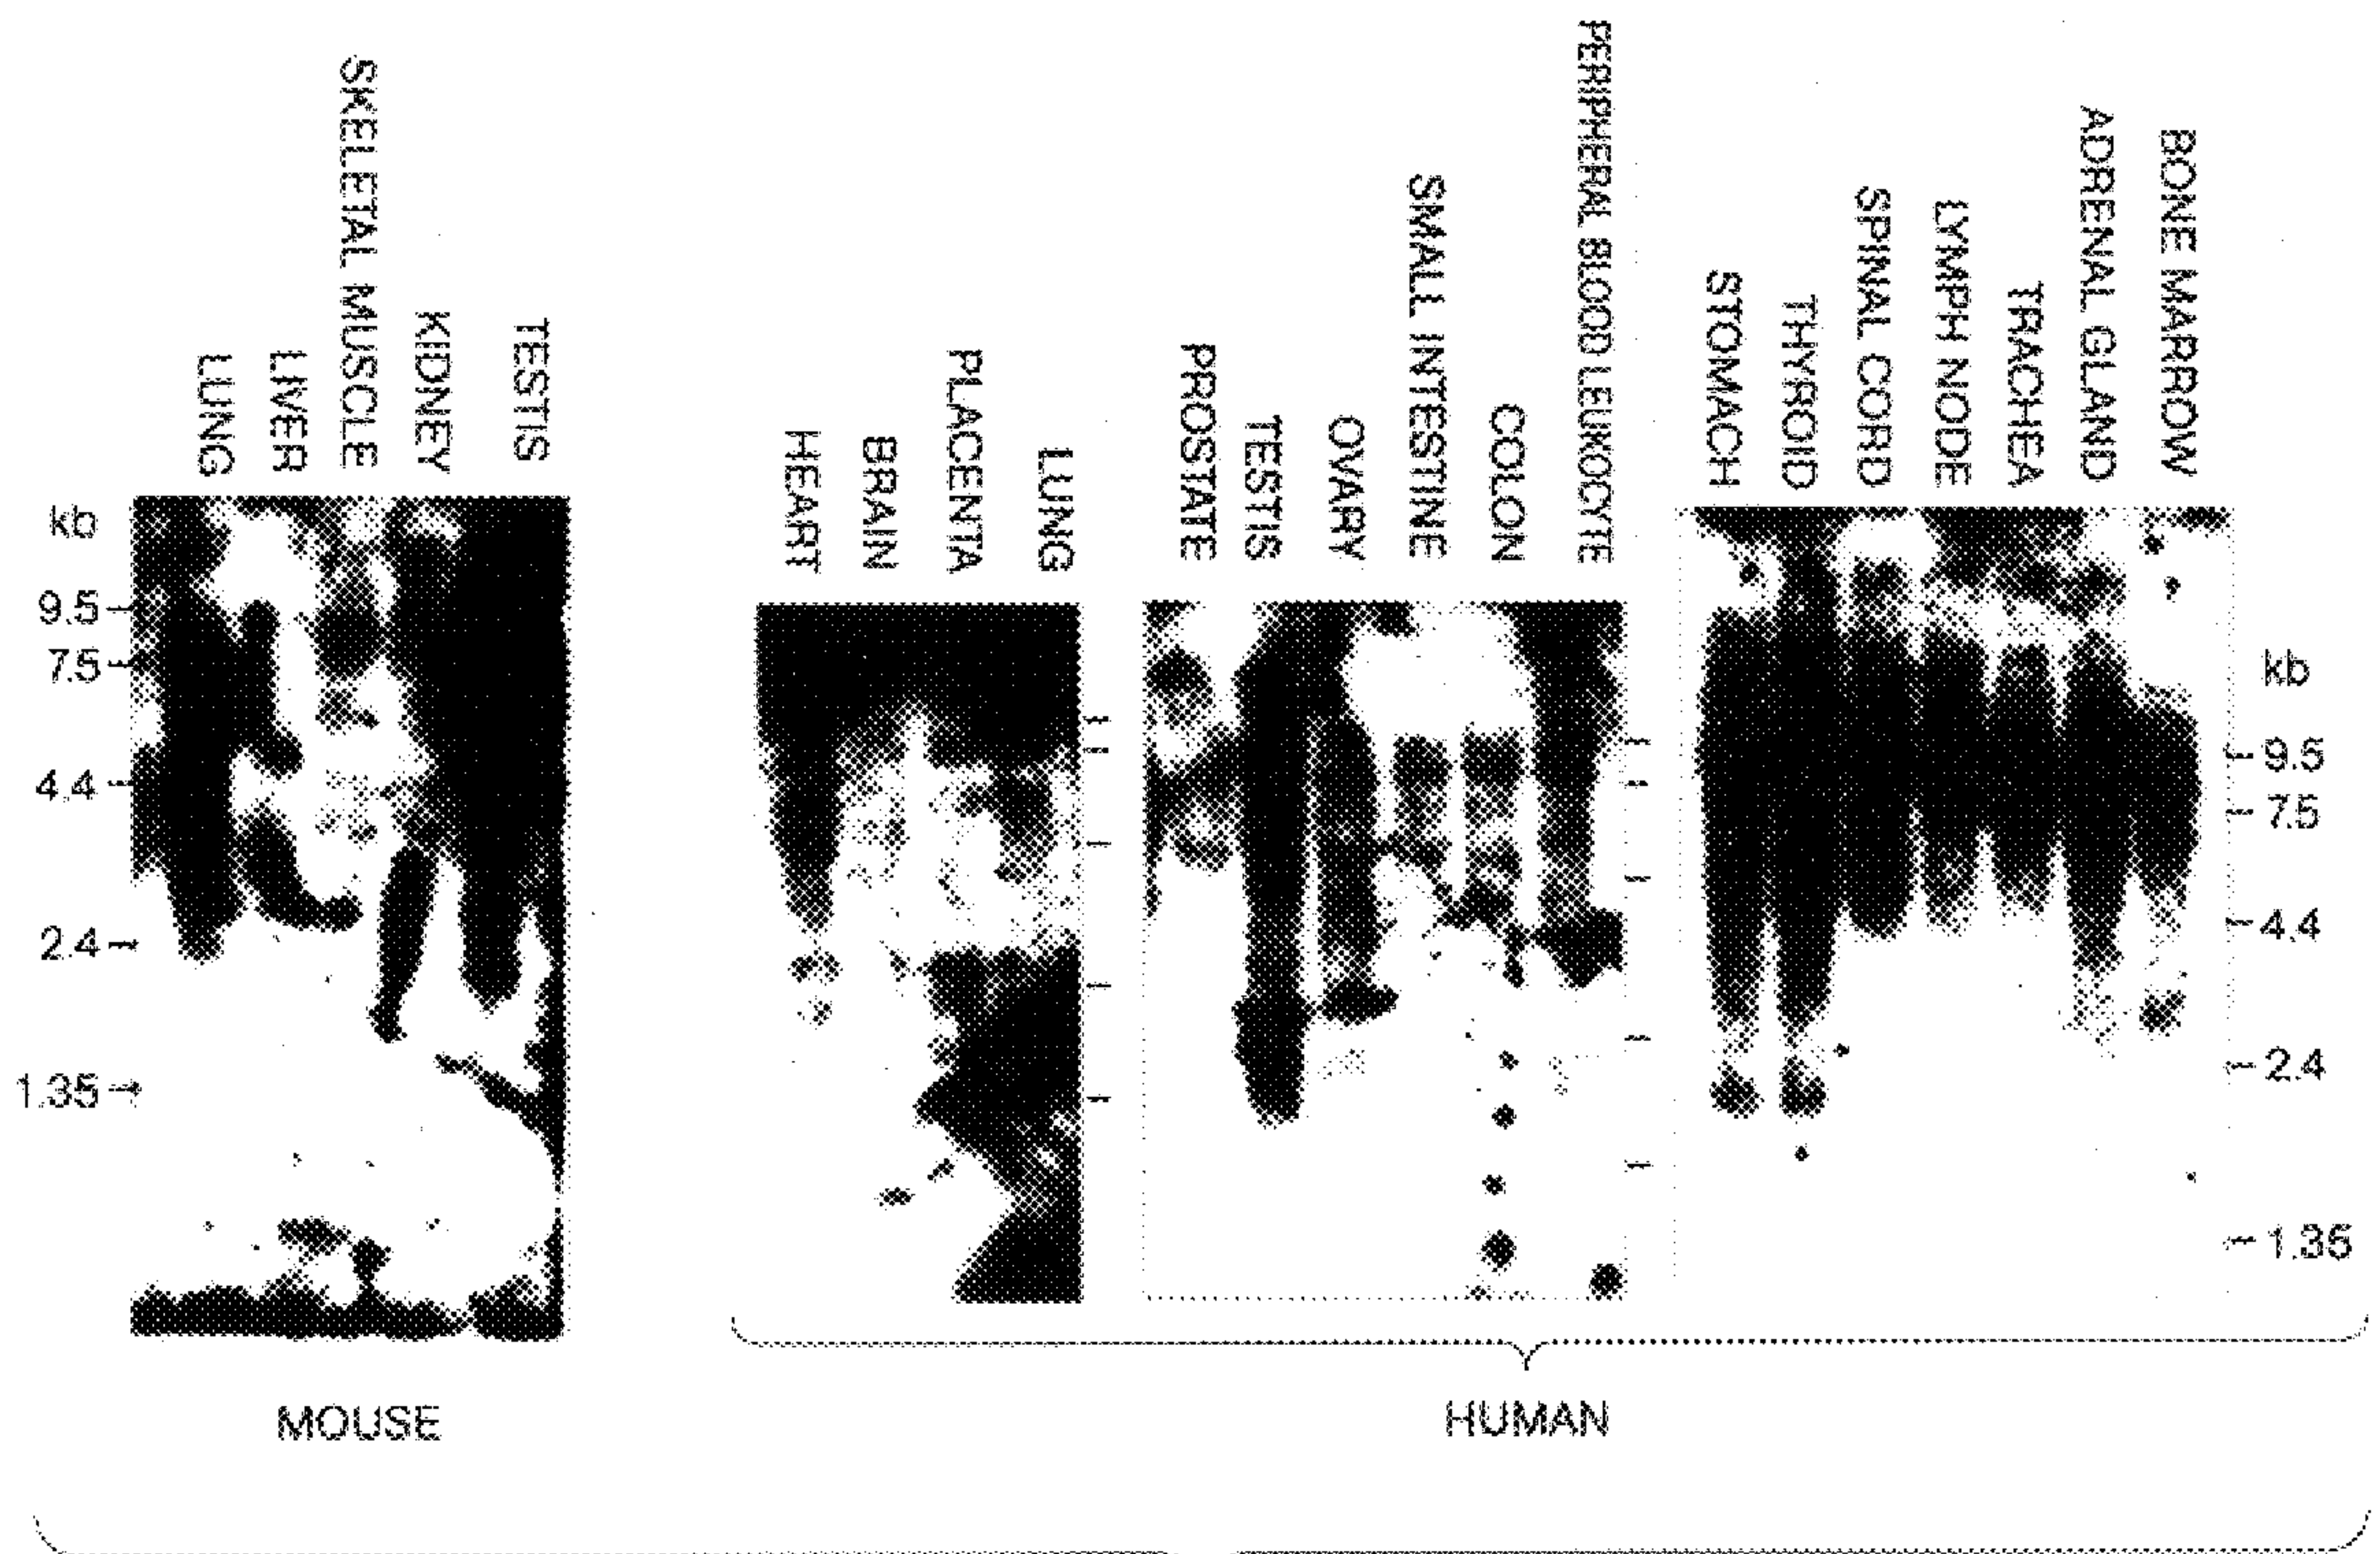 LUNG
LIVER
SKELETAL MUSCLE
KIDNEY
TESTIS
kb
9.5
7.5
4.4
2.4
1.35
MOUSE
HEART
BRAIN
PLACENTA
LUNG
PROSTATE
TESTIS
OVARY
SMALL INTESTINE
COLON
PERIPHERAL BLOOD LEUKOCYTE
STOMACH
THYROID
SPINAL CORD
LYMPH NODE
TRACHEA
ADRENAL GLAND
BONE MARROW
kb
9.5
7.5
4.4
2.4
1.35
HUMAN